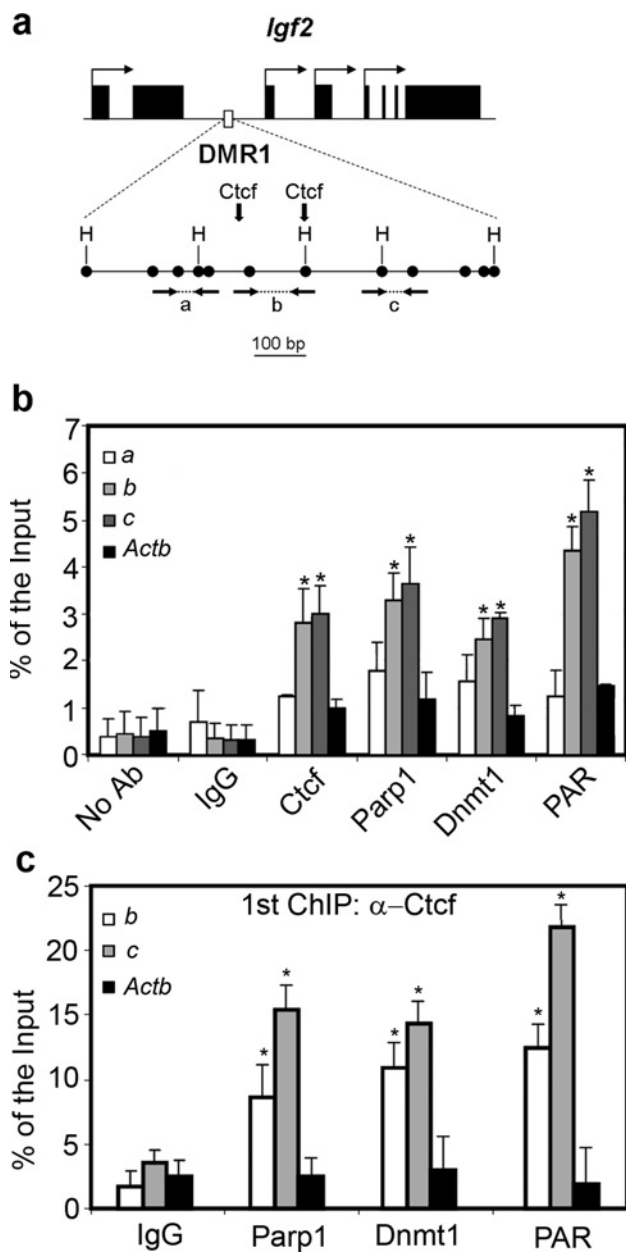 a
Igf2
DMR1
Ctcf Ctcf
H H H H H
a b c
100 bp
b
% of the Input
7
6
5
4
3
2
1
0
a
b
c
Actb
* * * * * * * *
No Ab IgG Ctcf Parp1 Dnmt1 PAR
c
% of the Input
25
20
15
10
5
0
1st ChIP: α–Ctcf
b
c
Actb
* * * * * *
IgG Parp1 Dnmt1 PAR